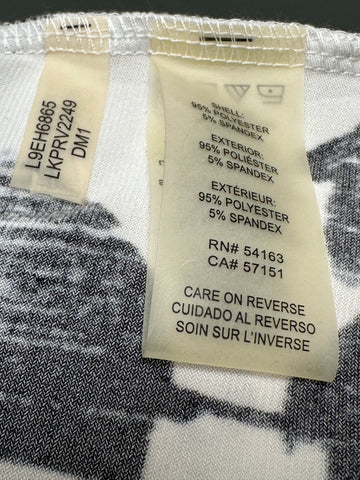 L9EH6865
LKPRV2249
DM1
SHELL:
95% POLYESTER
5% SPANDEX
EXTERIOR:
95% POLIÉSTER
5% SPANDEX
EXTÉRIEUR:
95% POLYESTER
5% SPANDEX
RN# 54163
CA# 57151
CARE ON REVERSE
CUIDADO AL REVERSO
SOIN SUR L'INVERSE